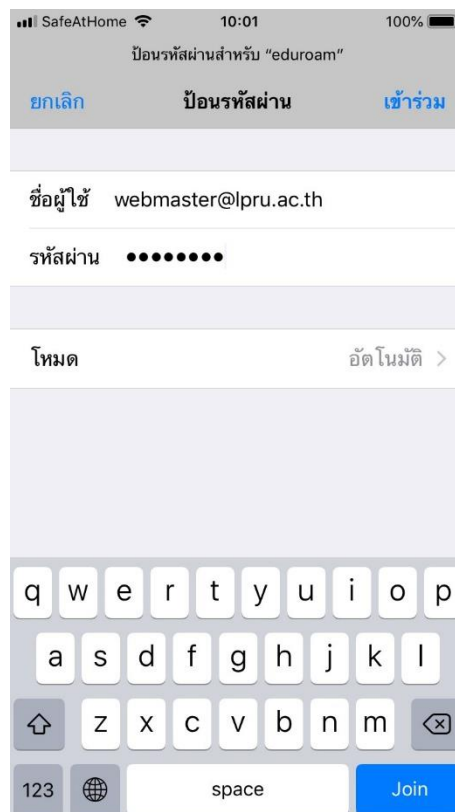 SafeAtHome 10:01 100%
ป้อนรหัสผ่านสำหรับ “eduroam”
ยกเลิก ป้อนรหัสผ่าน เข้าร่วม
ชื่อผู้ใช้ webmaster@lpru.ac.th
รหัสผ่าน ••••••••
โหมด อัตโนมัติ >
q w e r t y u i o p
a s d f g h j k l
z x c v b n m
123 space Join